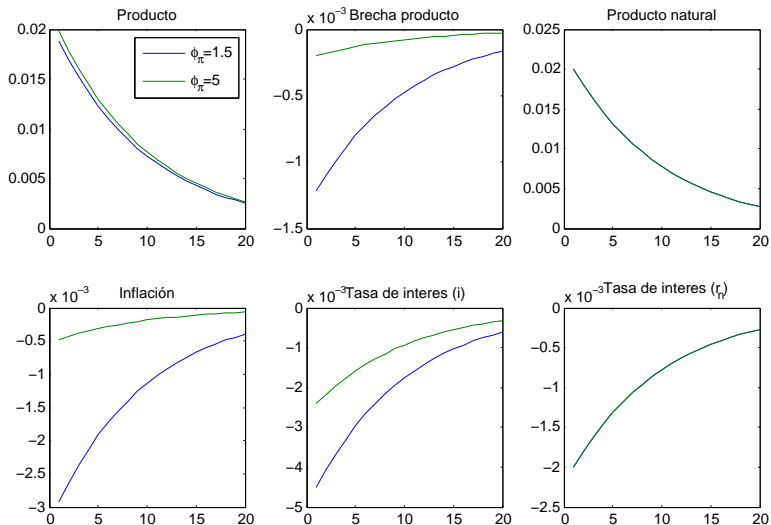 Producto
0.02
0.015
0.01
0.005
0
0 5 10 15 20
ϕπ=1.5
ϕπ=5
x 10⁻³
Brecha producto
0
−0.5
−1
−1.5
0 5 10 15 20
Producto natural
0.025
0.02
0.015
0.01
0.005
0
0 5 10 15 20
x 10⁻³
Inflación
0
−0.5
−1
−1.5
−2
−2.5
−3
0 5 10 15 20
x 10⁻³
Tasa de interes (i)
0
−1
−2
−3
−4
−5
0 5 10 15 20
x 10⁻³
Tasa de interes (rn)
0
−0.5
−1
−1.5
−2
−2.5
0 5 10 15 20